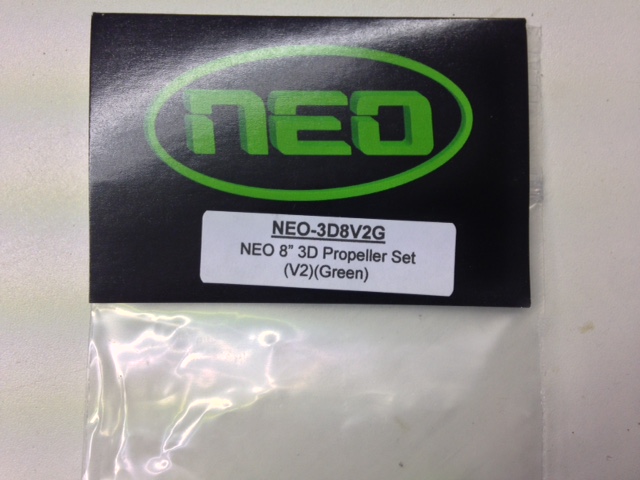 NEO
NEO-3D8V2G
NEO 8” 3D Propeller Set
(V2)(Green)